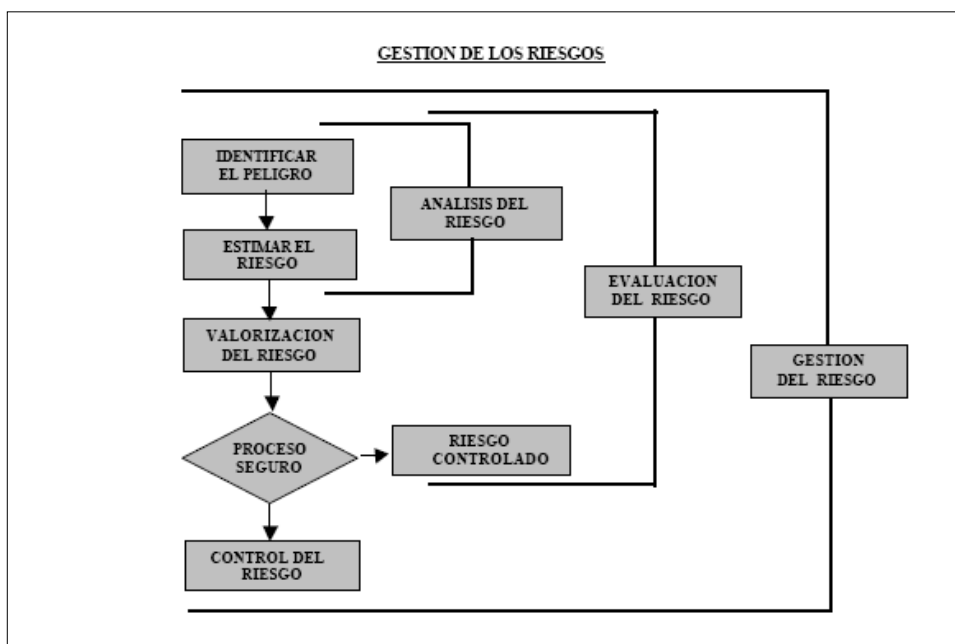 GESTION DE LOS RIESGOS
IDENTIFICAR
EL PELIGRO
ANALISIS DEL
RIESGO
ESTIMAR EL
RIESGO
EVALUACION
DEL RIESGO
VALORIZACION
DEL RIESGO
GESTION
DEL RIESGO
PROCESO
SEGURO
RIESGO
CONTROLADO
CONTROL DEL
RIESGO